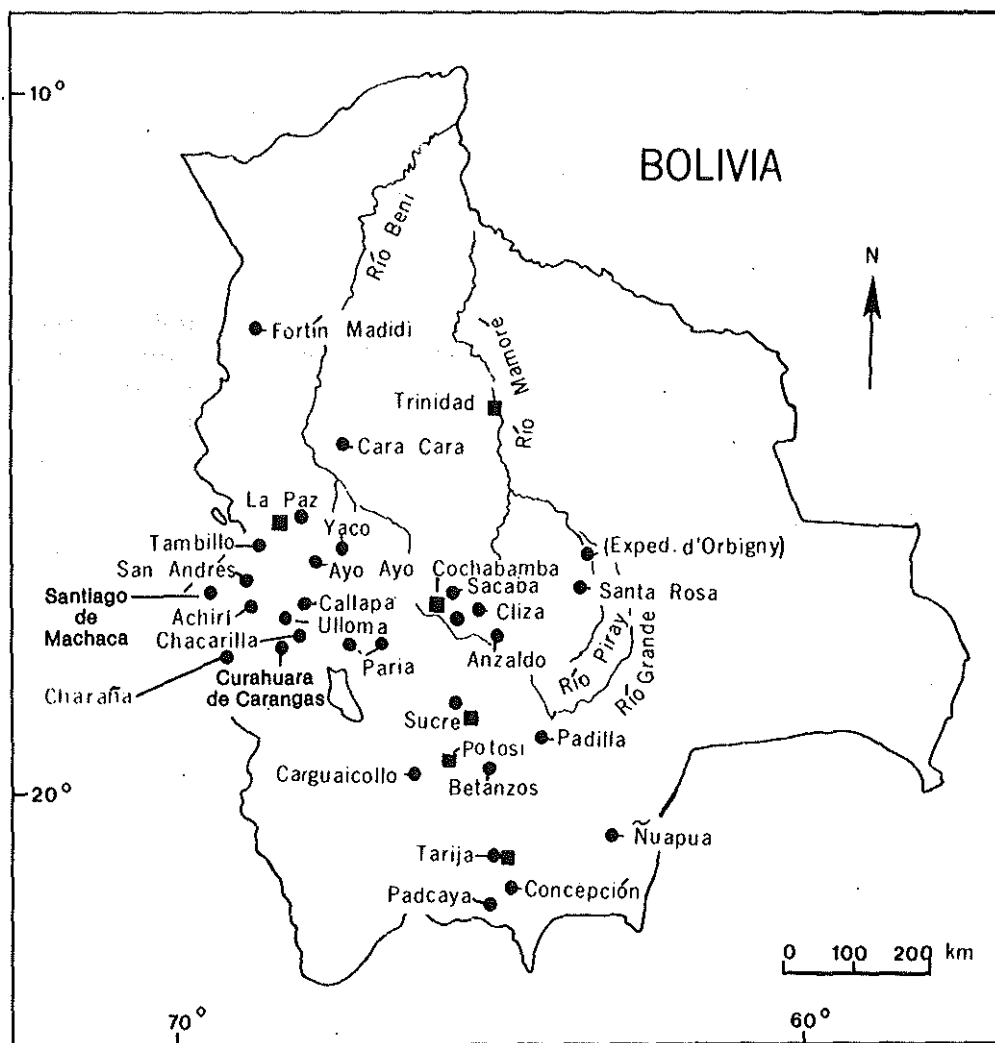 10°
BOLIVIA
Río Beni
N
Fortín Madidi
Río Mamoré
Trinidad
Cara Cara
La Paz
Yaco
Tambillo
(Exped. d'Orbigny)
Ayo Ayo
Cochabamba
San Andrés
Sacaba
Santa Rosa
Santiago
de
Machaca
Callapa
Cliza
Achiri
Ulloma
Chacarilla
Anzaldo
Paria
Río Piray
Río Grande
Curahuara
de Carangas
Charaña
Sucre
Padilla
Potosí
Carguaicollo
Betanzos
20°
Ñuapua
Tarija
Concepción
Padcaya
0 100 200 km
70°
60°